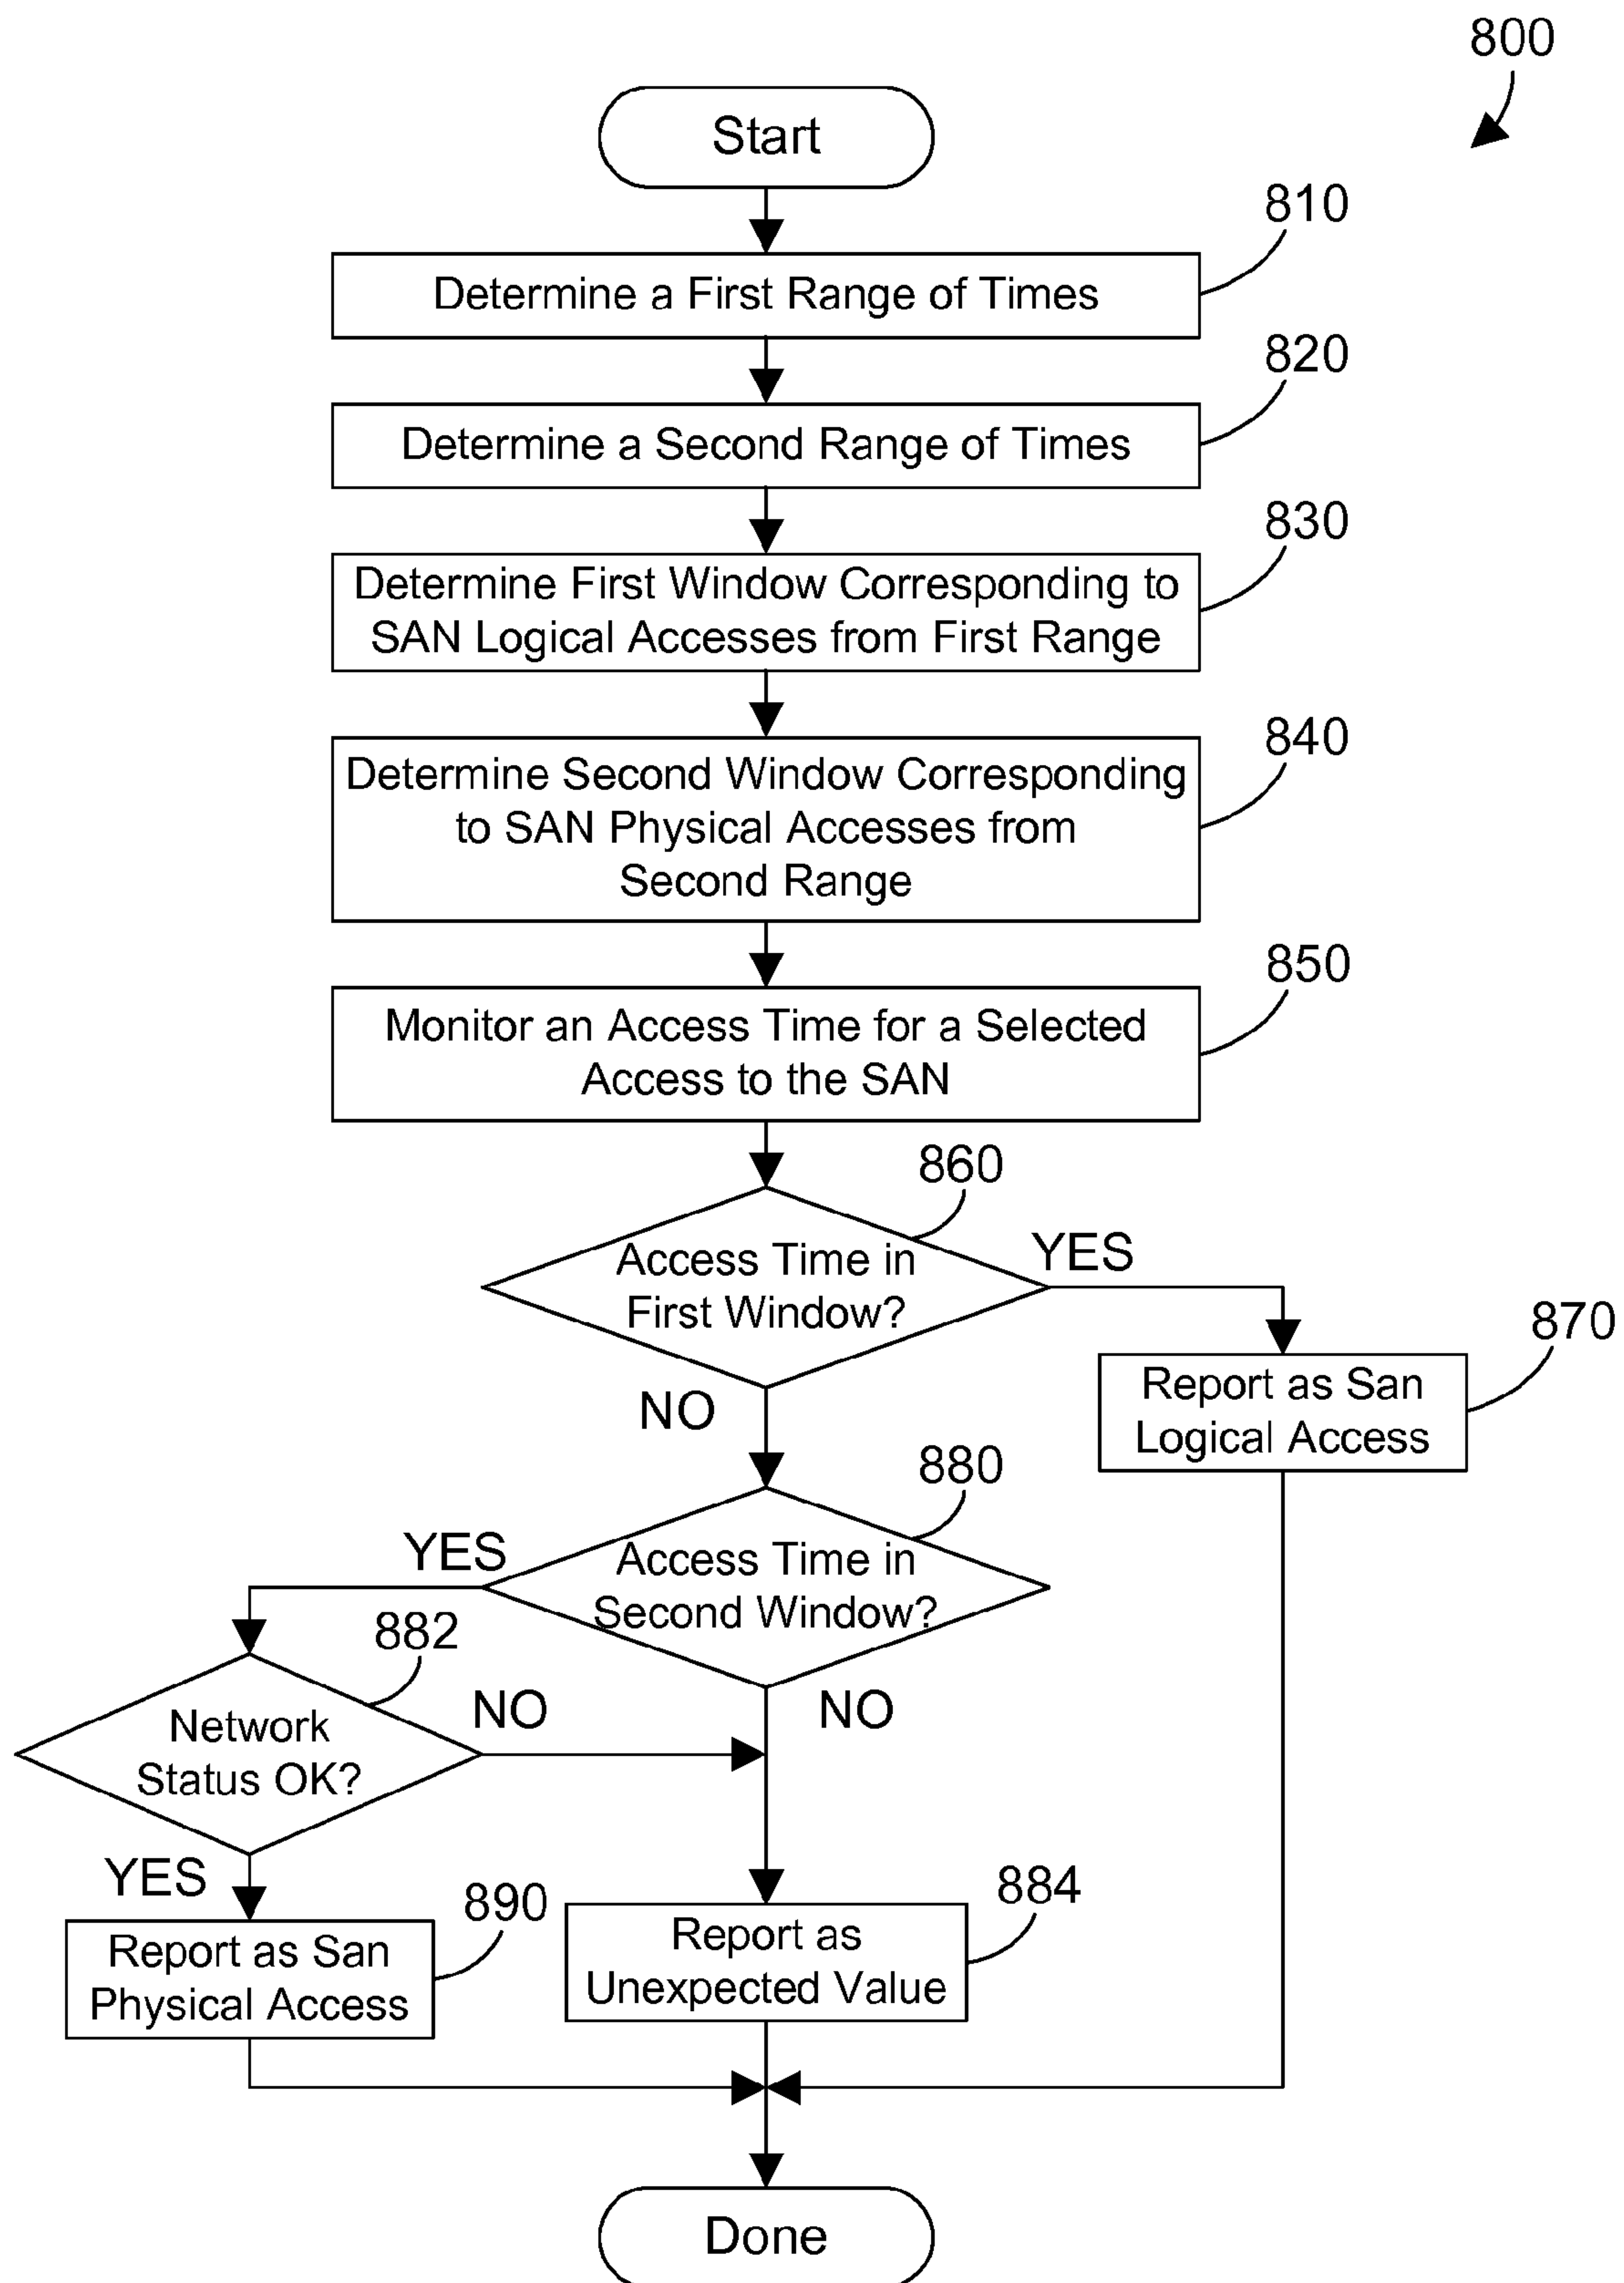 800
Start
810
Determine a First Range of Times
820
Determine a Second Range of Times
830
Determine First Window Corresponding to
SAN Logical Accesses from First Range
840
Determine Second Window Corresponding
to SAN Physical Accesses from
Second Range
850
Monitor an Access Time for a Selected
Access to the SAN
860
Access Time in
First Window?
YES
NO
870
Report as San
Logical Access
880
Access Time in
Second Window?
YES
NO
882
Network
Status OK?
NO
YES
890
Report as San
Physical Access
884
Report as
Unexpected Value
Done